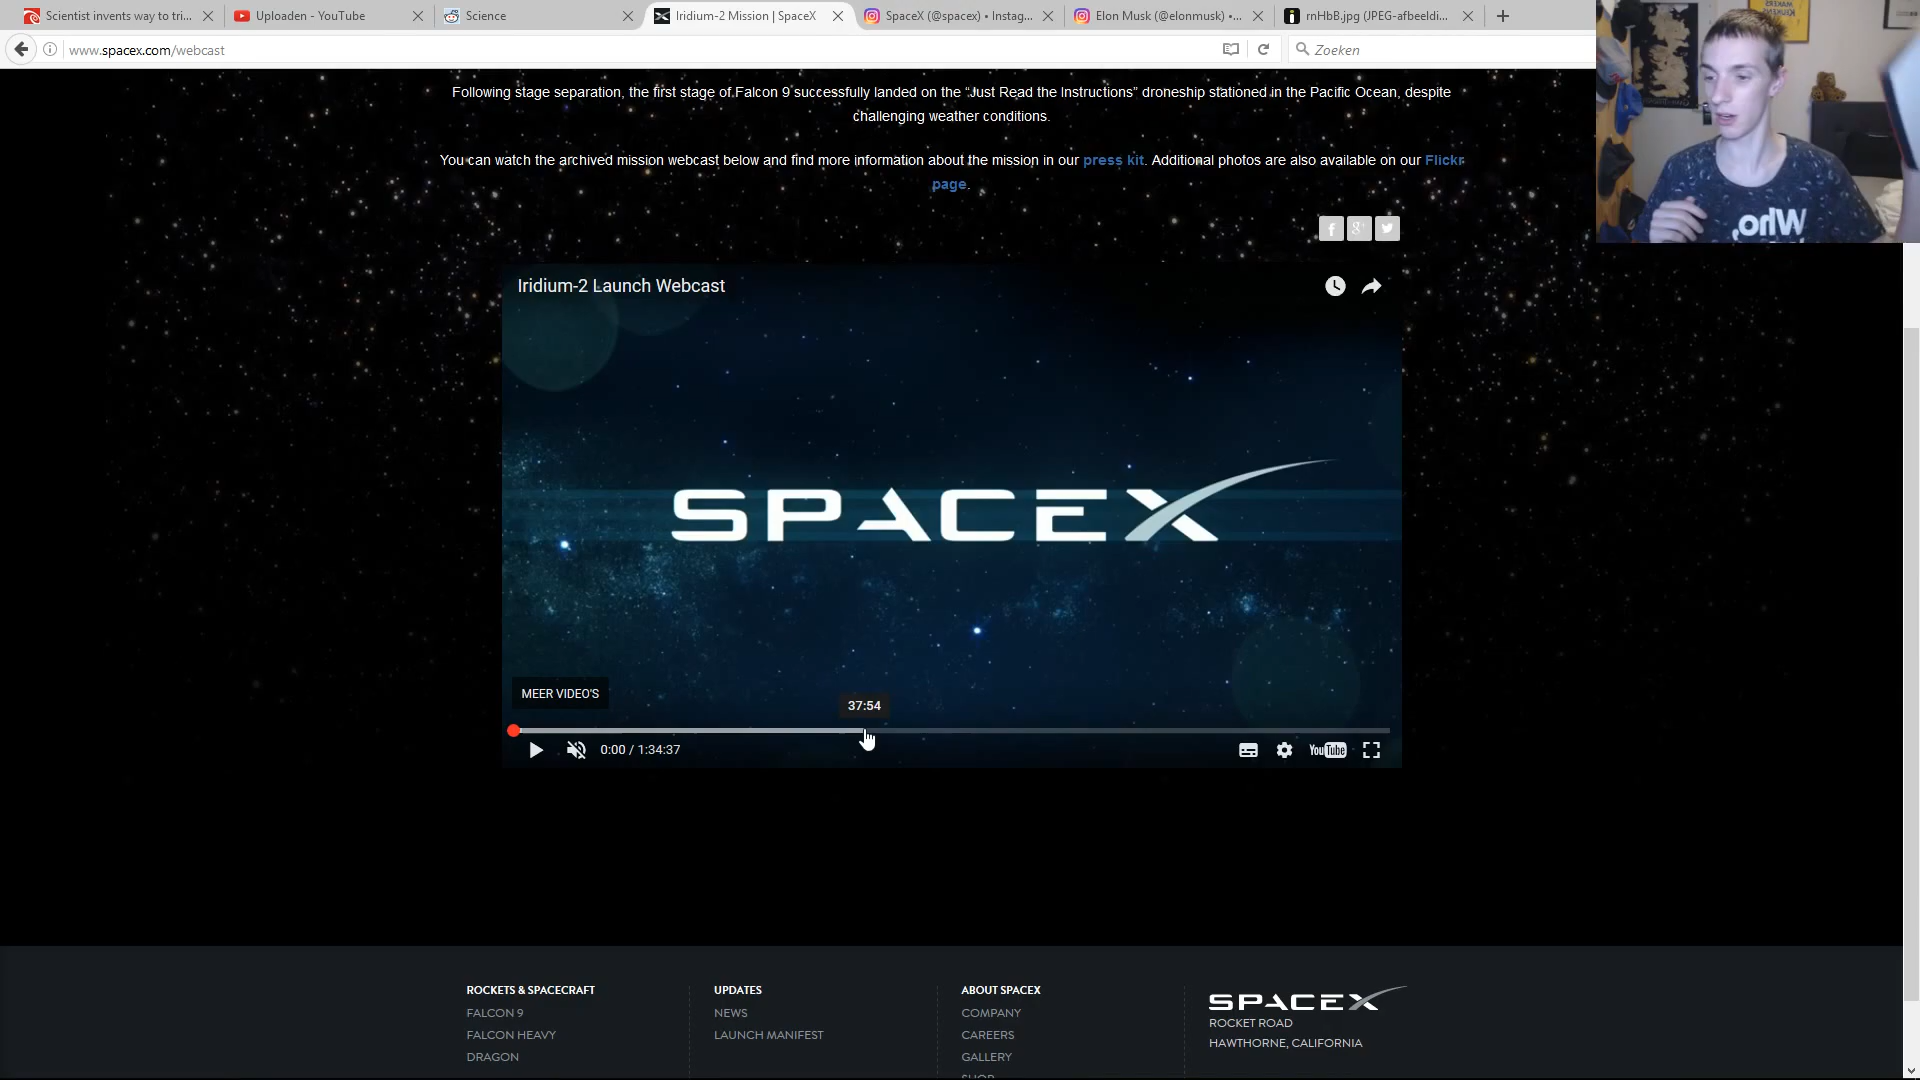 Scientist invents way to tri...
Uploaden - YouTube
Science
Iridium-2 Mission | SpaceX
SpaceX (@spacex) • Instag...
Elon Musk (@elonmusk) •...
rnHbB.jpg (JPEG-afbeeldi...
www.spacex.com/webcast
Zoeken
Following stage separation, the first stage of Falcon 9 successfully landed on the “Just Read the Instructions” droneship stationed in the Pacific Ocean, despite
challenging weather conditions.
You can watch the archived mission webcast below and find more information about the mission in our press kit. Additional photos are also available on our Flickr
page.
Who,
Iridium-2 Launch Webcast
SPACEX
MEER VIDEO'S
37:54
0:00 / 1:34:37
YouTube
ROCKETS & SPACECRAFT
FALCON 9
FALCON HEAVY
DRAGON
UPDATES
NEWS
LAUNCH MANIFEST
ABOUT SPACEX
COMPANY
CAREERS
GALLERY
SHOP
SPACEX
ROCKET ROAD
HAWTHORNE, CALIFORNIA